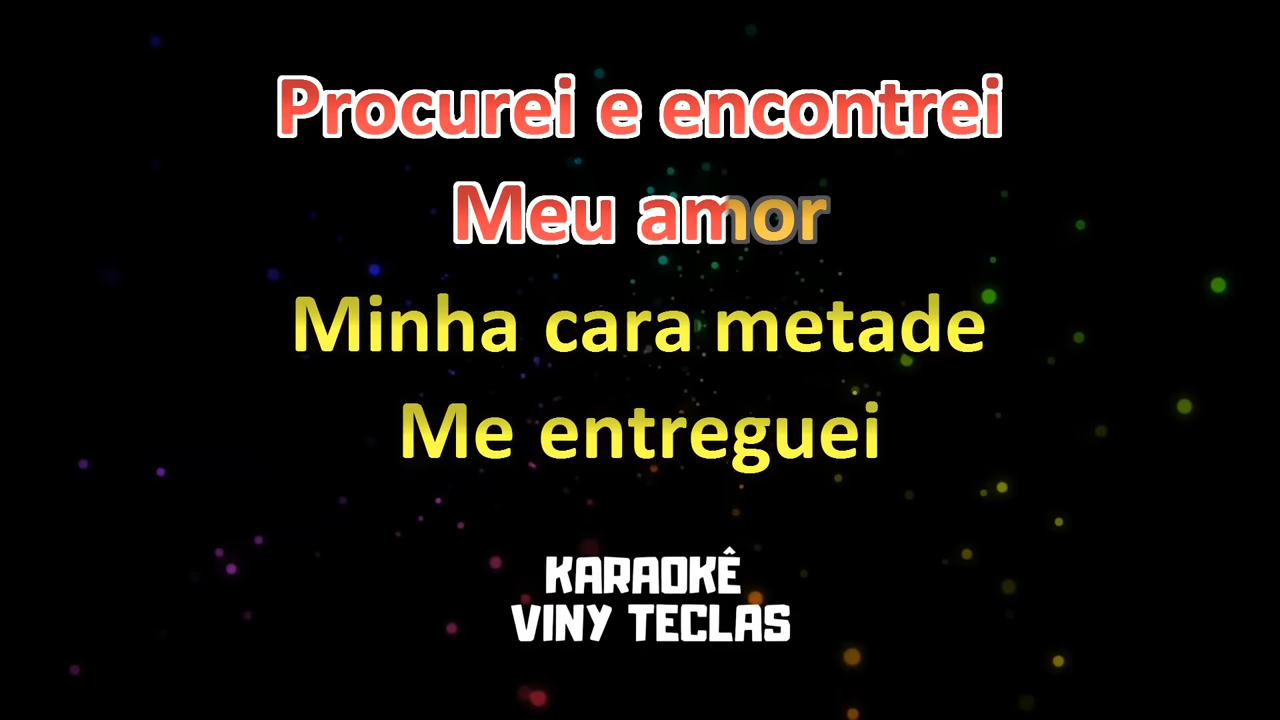 Procurei e encontrei
Meu amor
Minha cara metade
Me entreguei
KARAOKÊ
VINY TECLAS